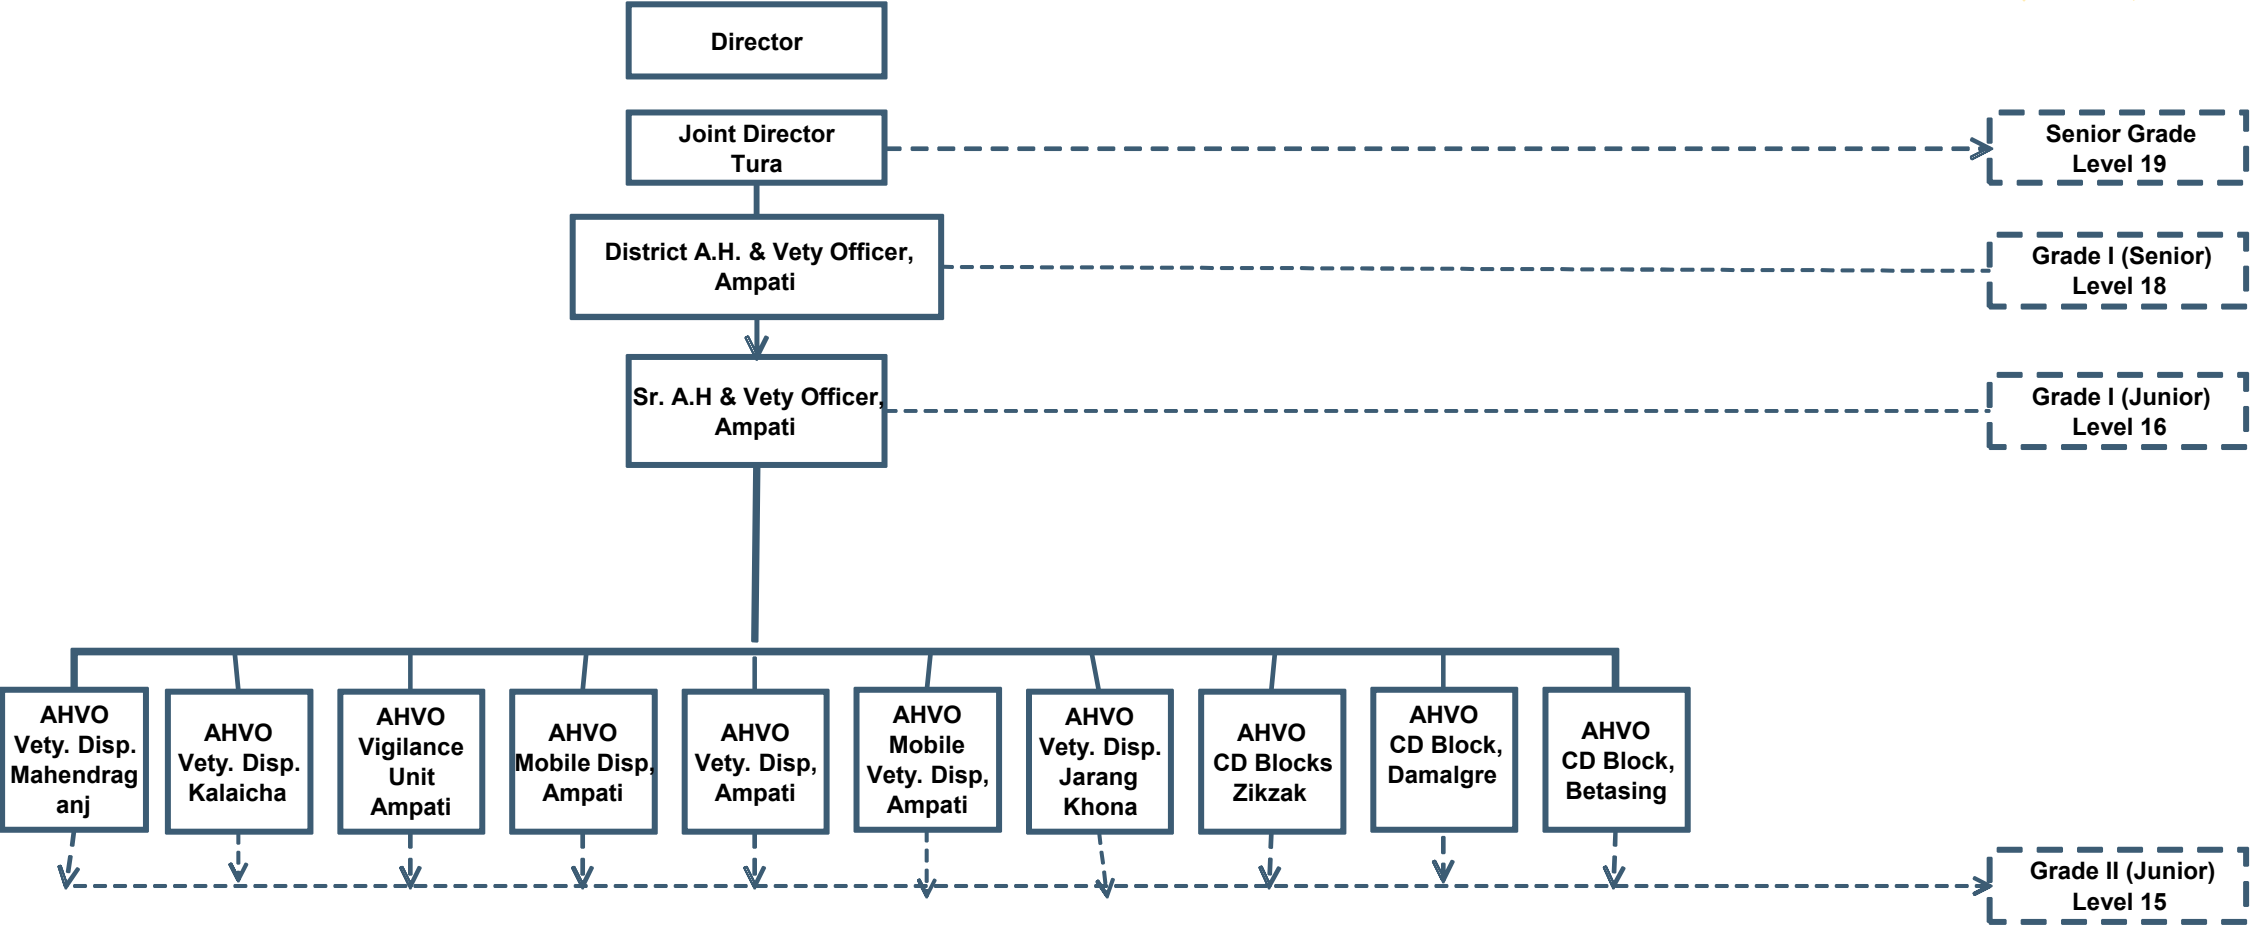 Director
Joint Director
Tura
Senior Grade
Level 19
District A.H. & Vety Officer,
Ampati
Grade I (Senior)
Level 18
Sr. A.H & Vety Officer,
Ampati
Grade I (Junior)
Level 16
AHVO
Vety. Disp.
Mahendrag
anj
AHVO
Vety. Disp.
Kalaicha
AHVO
Vigilance
Unit
Ampati
AHVO
Mobile Disp,
Ampati
AHVO
Vety. Disp,
Ampati
AHVO
Mobile
Vety. Disp,
Ampati
AHVO
Vety. Disp.
Jarang
Khona
AHVO
CD Blocks
Zikzak
AHVO
CD Block,
Damalgre
AHVO
CD Block,
Betasing
Grade II (Junior)
Level 15